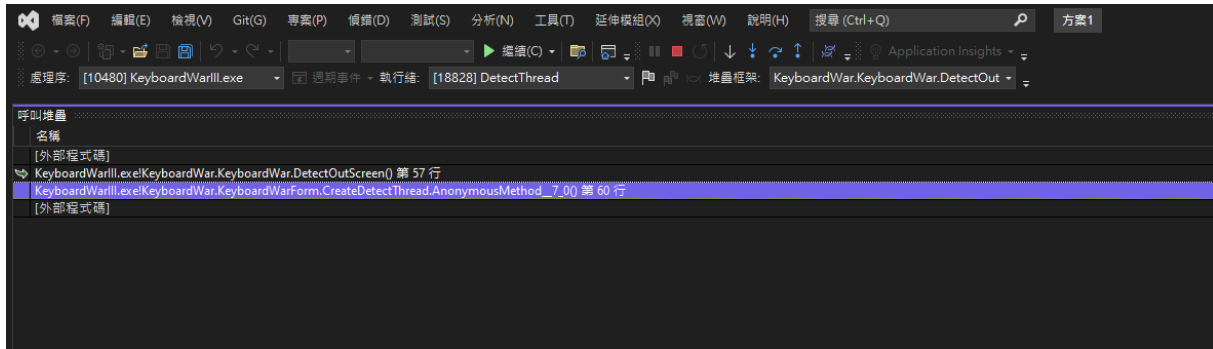 檔案(F) 編輯(E) 檢視(V) Git(G) 專案(P) 偵錯(D) 測試(S) 分析(N) 工具(T) 延伸模組(X) 視窗(W) 說明(H) 搜尋 (Ctrl+Q) 方案1
繼續(C) Application Insights
處理序: [10480] KeyboardWarIII.exe 週期事件 執行緒: [18828] DetectThread 堆疊框架: KeyboardWar.KeyboardWar.DetectOut
呼叫堆疊
名稱
[外部程式碼]
KeyboardWarIII.exe!KeyboardWar.KeyboardWar.DetectOutScreen() 第 57 行
KeyboardWarIII.exe!KeyboardWar.KeyboardWarForm.CreateDetectThread.AnonymousMethod__7_0() 第 60 行
[外部程式碼]